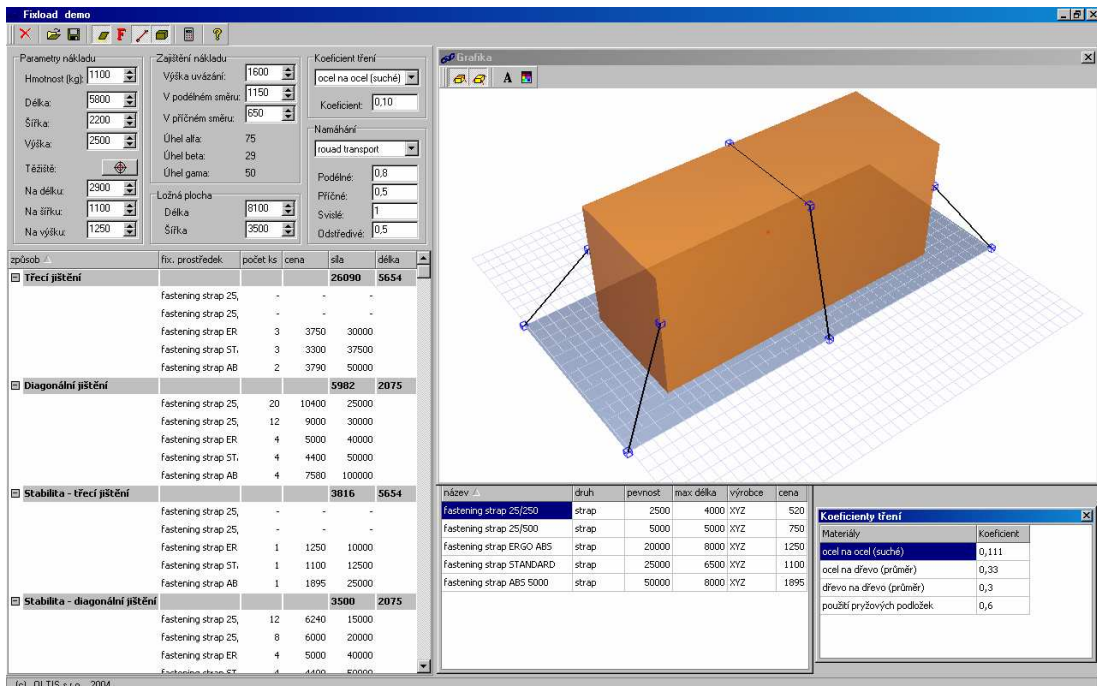 Fixload demo
F
?
Parametry nákladu
Hmotnost [kg]: 1100
Délka: 5800
Šířka: 2200
Výška: 2500
Těžiště:
Na délku: 2900
Na šířku: 1100
Na výšku: 1250
Zajištění nákladu
Výška uvázání: 1600
V podélném směru: 1150
V příčném směru: 650
Úhel alfa: 75
Úhel beta: 29
Úhel gama: 50
Ložná plocha
Délka 8100
Šířka 3500
Koeficient tření
ocel na ocel (suché)
Koeficient: 0,10
Namáhání
rouad transport
Podélné: 0,8
Příčné: 0,5
Svislé: 1
Odstředivé: 0,5
způsob fix. prostředek počet ks cena síla délka
Třecí jištění 26090 5654
fastening strap 25, - - -
fastening strap 25, - - -
fastening strap ER 3 3750 30000
fastening strap ST. 3 3300 37500
fastening strap AB 2 3790 50000
Diagonální jištění 5982 2075
fastening strap 25, 20 10400 25000
fastening strap 25, 12 9000 30000
fastening strap ER 4 5000 40000
fastening strap ST. 4 4400 50000
fastening strap AB 4 7580 100000
Stabilita - třecí jištění 3816 5654
fastening strap 25, - - -
fastening strap 25, - - -
fastening strap ER 1 1250 10000
fastening strap ST. 1 1100 12500
fastening strap AB 1 1895 25000
Stabilita - diagonální jištění 3500 2075
fastening strap 25, 12 6240 15000
fastening strap 25, 8 6000 20000
fastening strap ER 4 5000 40000
fastening strap ST. 4 4400 50000
Grafika
A
název druh pevnost max délka výrobce cena
fastening strap 25/250 strap 2500 4000 XYZ 520
fastening strap 25/500 strap 5000 5000 XYZ 750
fastening strap ERGO ABS strap 20000 8000 XYZ 1250
fastening strap STANDARD strap 25000 6500 XYZ 1100
fastening strap ABS 5000 strap 50000 8000 XYZ 1895
Koeficienty tření
Materiály Koeficient
ocel na ocel (suché) 0,111
ocel na dřevo (průměr) 0,33
dřevo na dřevo (průměr) 0,3
použití pryžových podložek 0,6
(c) OLTIS s.r.o., 2004